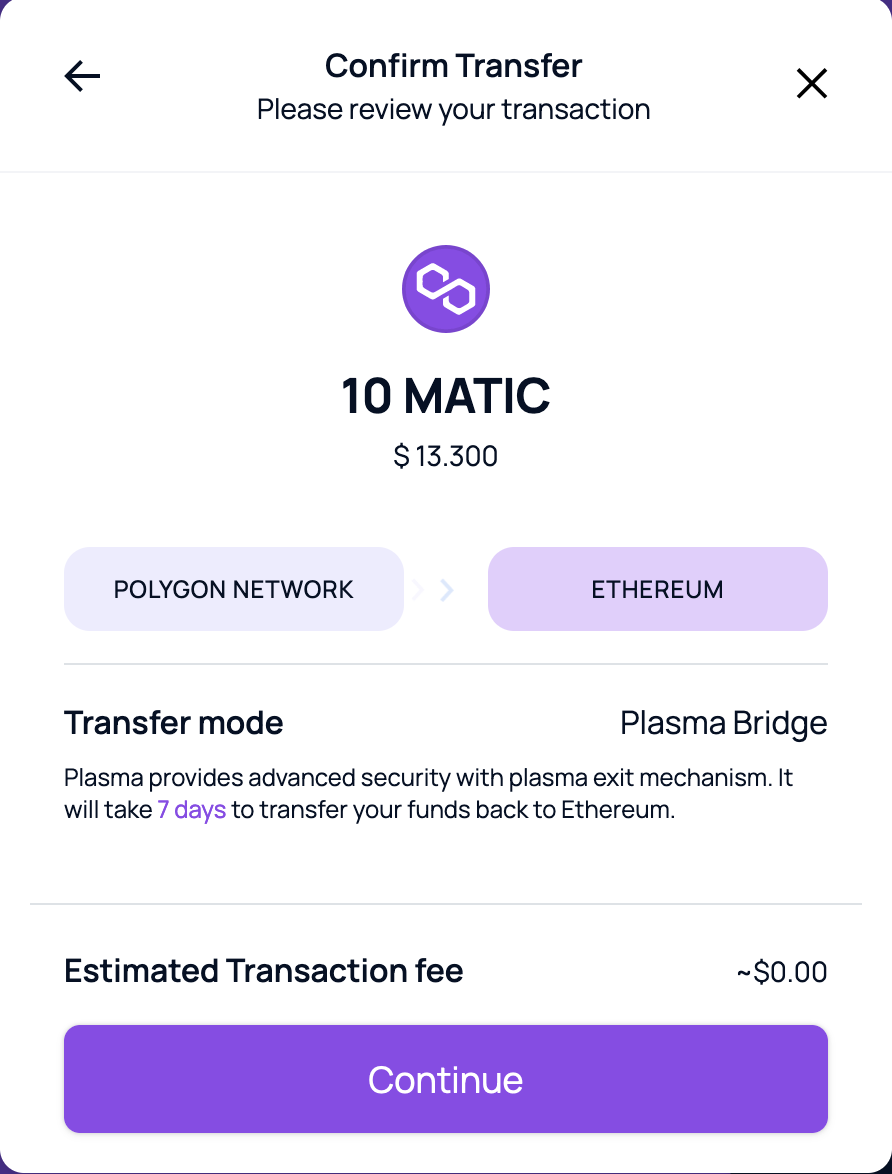 Confirm Transfer
Please review your transaction
10 MATIC
$ 13.300
POLYGON NETWORK
ETHEREUM
Transfer mode
Plasma Bridge
Plasma provides advanced security with plasma exit mechanism. It
will take 7 days to transfer your funds back to Ethereum.
Estimated Transaction fee
~$0.00
Continue